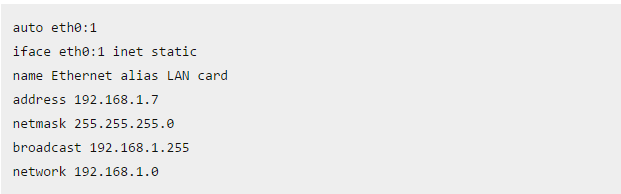 auto eth0:1
iface eth0:1 inet static
name Ethernet alias LAN card
address 192.168.1.7
netmask 255.255.255.0
broadcast 192.168.1.255
network 192.168.1.0